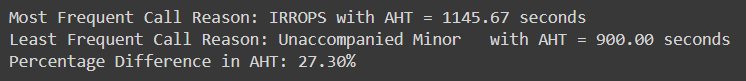 Most Frequent Call Reason: IRROPS with AHT = 1145.67 seconds
Least Frequent Call Reason: Unaccompanied Minor   with AHT = 900.00 seconds
Percentage Difference in AHT: 27.30%